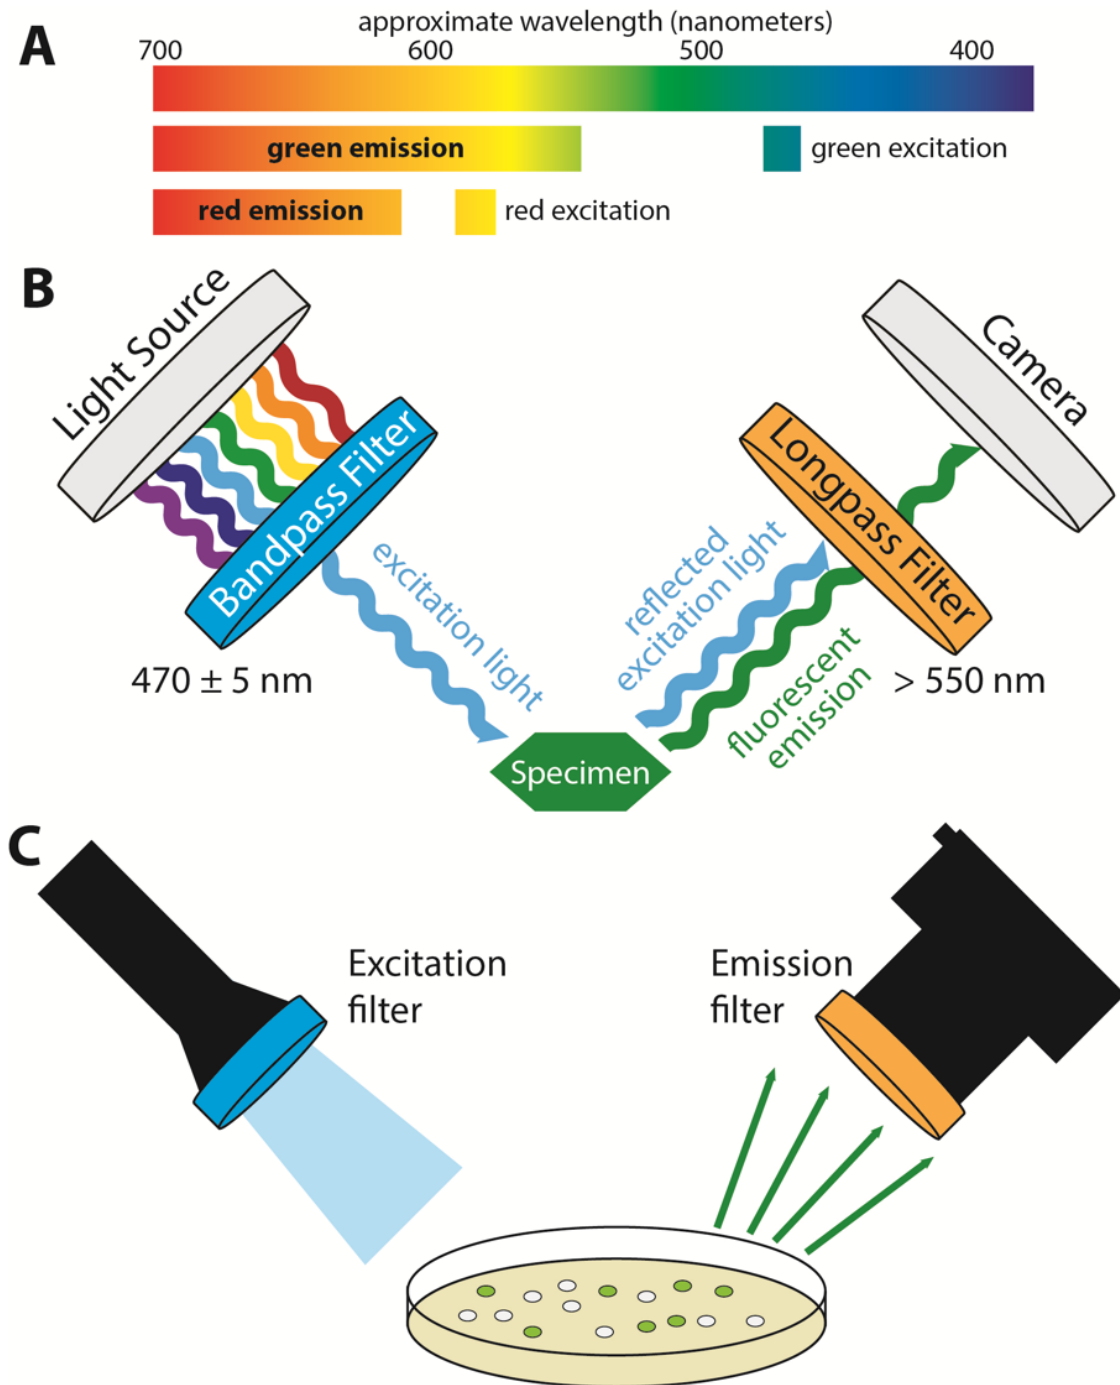 A
approximate wavelength (nanometers)
700 600 500 400
green emission
green excitation
red emission
red excitation
B
Light Source
Camera
Bandpass Filter
Longpass Filter
excitation light
reflected
excitation light
fluorescent
emission
470 ± 5 nm
> 550 nm
Specimen
C
Excitation
filter
Emission
filter